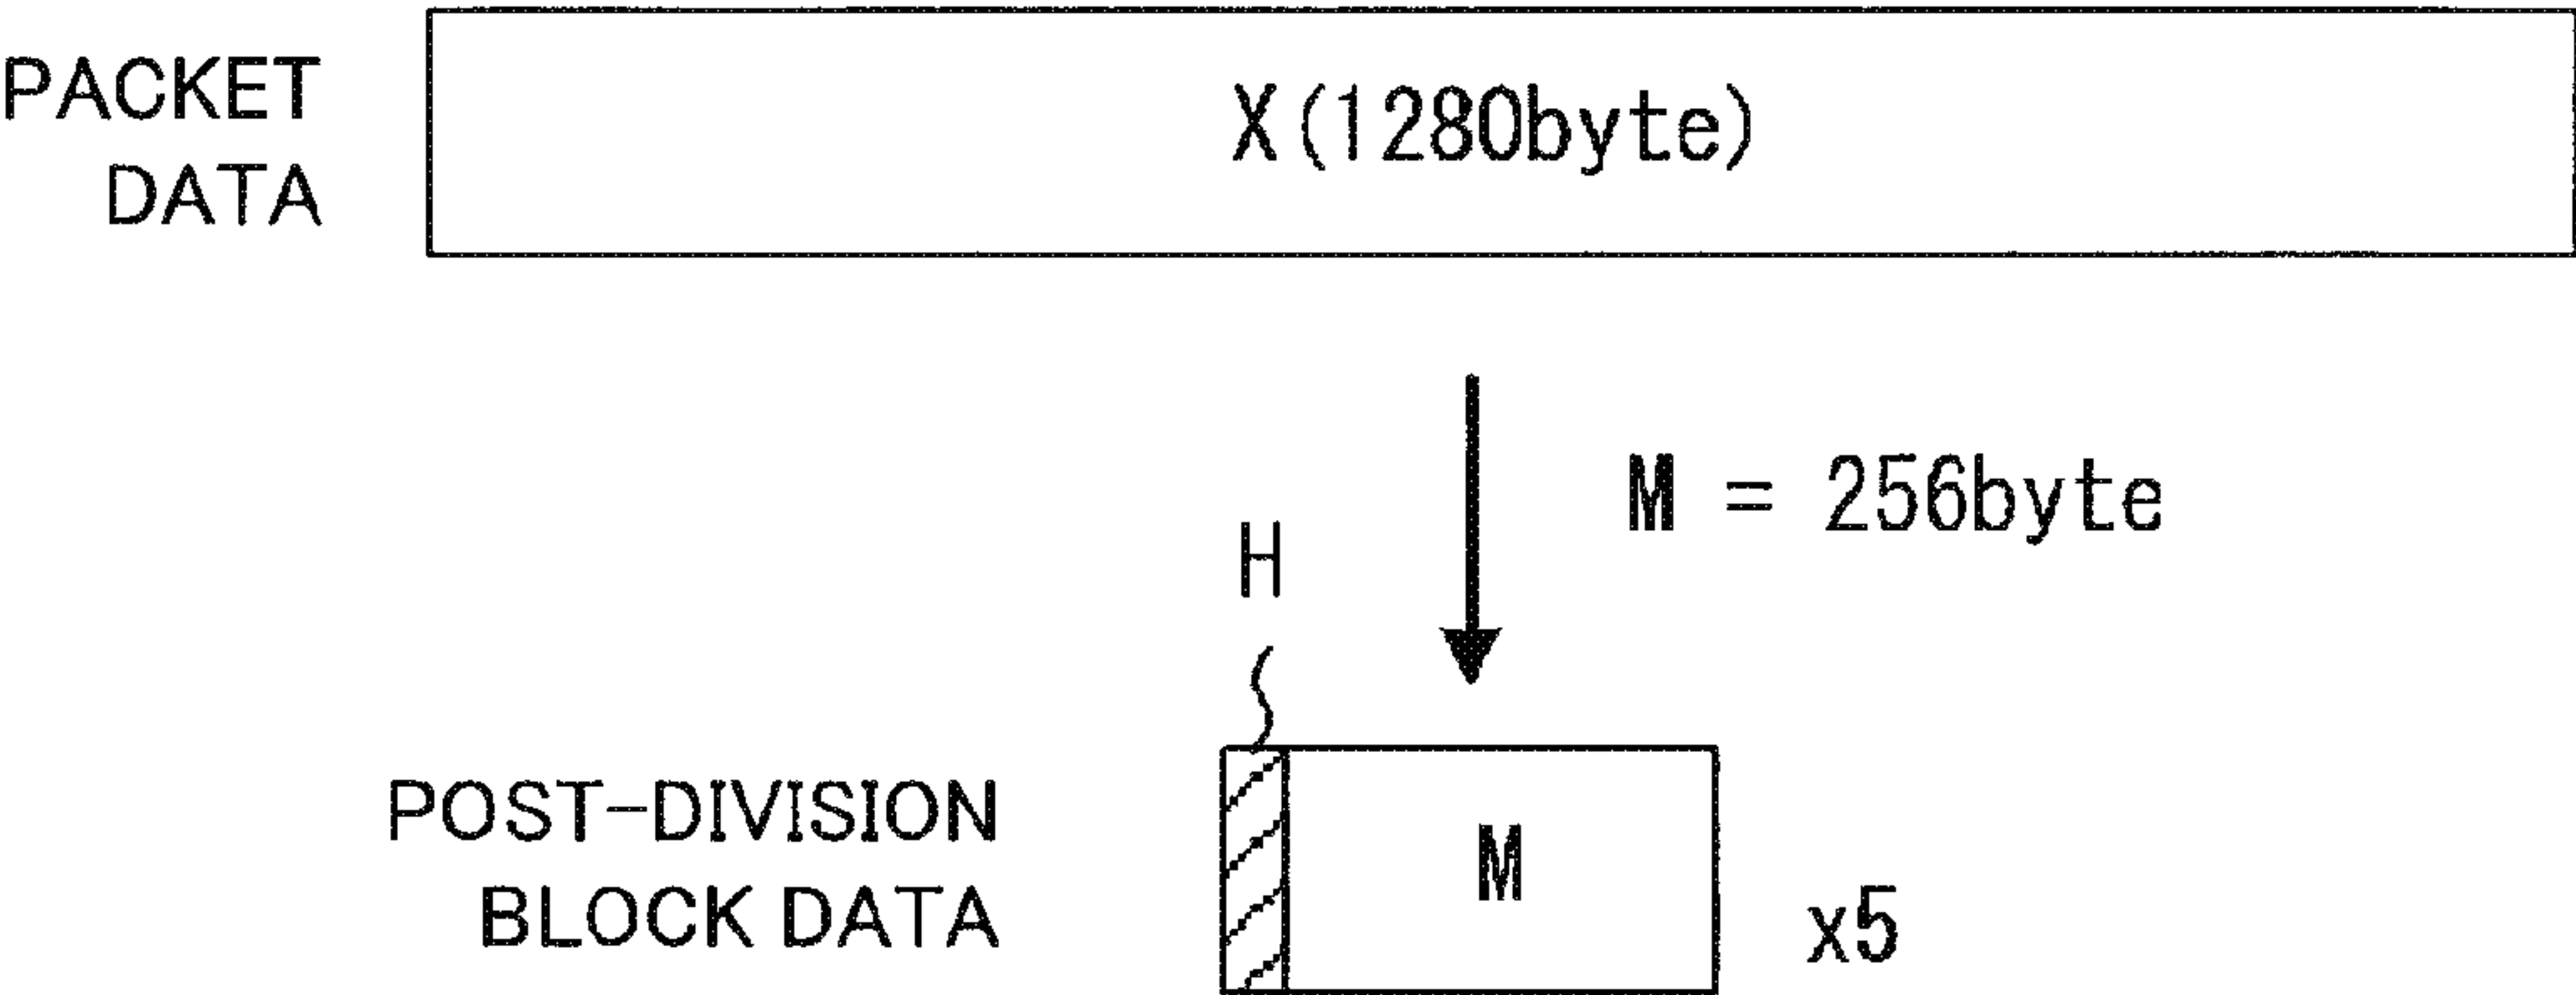 PACKET
DATA
X(1280byte)
M = 256byte
H
POST-DIVISION
BLOCK DATA
M
x5